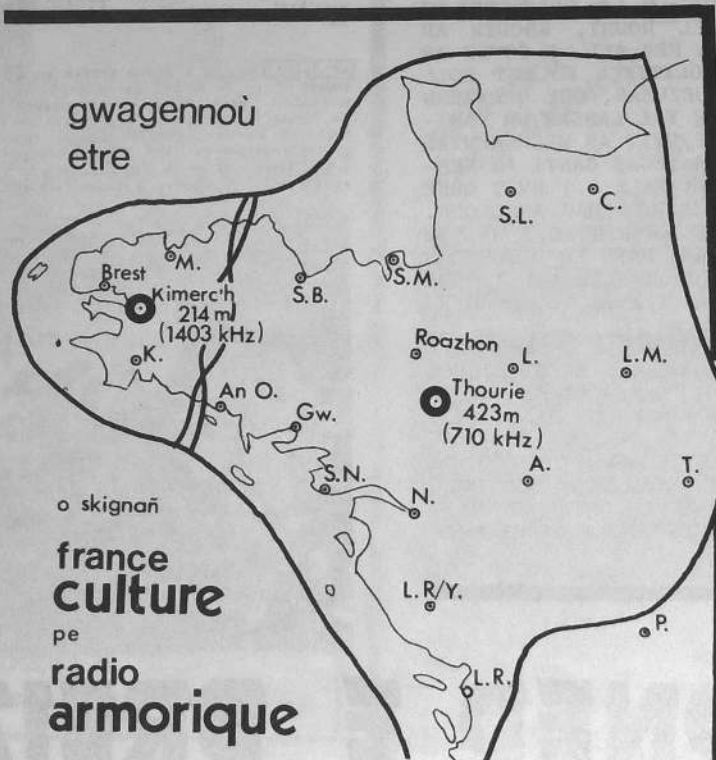 gwagennoù
etre
S.L.
C.
M.
Brest
S.B.
S.M.
Kimerc'h
214 m
(1403 kHz)
Roazhon
K.
L.
L.M.
Thourie
423m
(710 kHz)
An O.
Gw.
S.N.
A.
T.
N.
o skignañ
france
culture
pe
radio
armorique
L.R/Y.
P.
L.R.